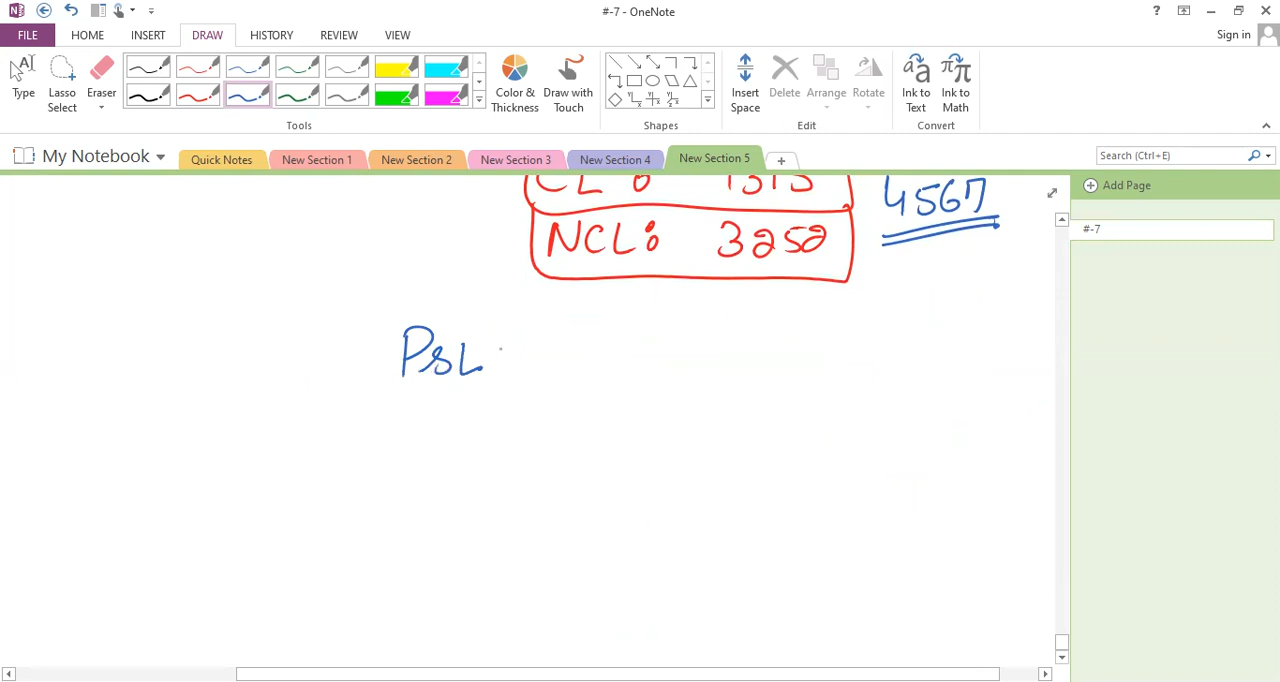 #-7 - OneNote
Sign in
FILE HOME INSERT DRAW HISTORY REVIEW VIEW
Type
Lasso Select
Eraser
Color & Thickness
Draw with Touch
Insert Space
Delete
Arrange
Rotate
Ink to Text
Ink to Math
Tools
Shapes
Edit
Convert
My Notebook
Quick Notes
New Section 1
New Section 2
New Section 3
New Section 4
New Section 5
Search (Ctrl+E)
Add Page
#-7
CL : 1315
4567
NCL: 3252
PSL